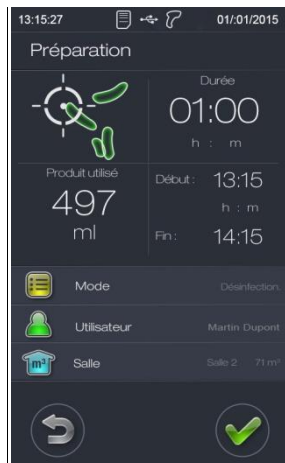 13:15:27 01/:01/2015
Préparation
Durée
01:00
h : m
Produit utilisé
497
ml
Début : 13:15
h : m
Fin : 14:15
Mode Désinfection
Utilisateur Martin Dupont
m³ Salle Salle 2 71 m³